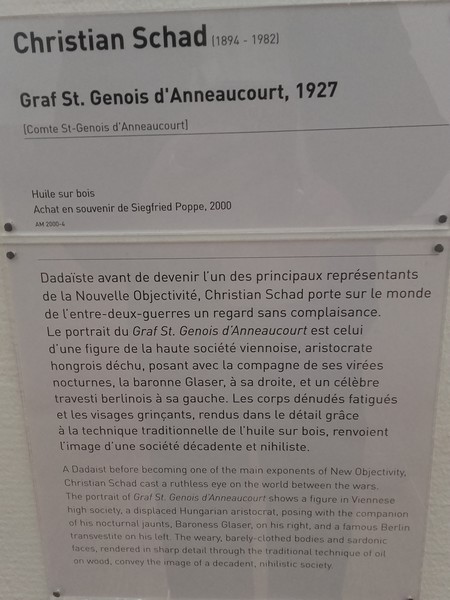 Christian Schad (1894 - 1982)
Graf St. Genois d'Anneaucourt, 1927
[Comte St-Genois d'Anneaucourt]
Huile sur bois
Achat en souvenir de Siegfried Poppe, 2000
AM 2000-4
Dadaïste avant de devenir l'un des principaux représentants
de la Nouvelle Objectivité, Christian Schad porte sur le monde
de l'entre-deux-guerres un regard sans complaisance.
Le portrait du Graf St. Genois d'Anneaucourt est celui
d'une figure de la haute société viennoise, aristocrate
hongrois déchu, posant avec la compagne de ses virées
nocturnes, la baronne Glaser, à sa droite, et un célèbre
travesti berlinois à sa gauche. Les corps dénudés fatigués
et les visages grinçants, rendus dans le détail grâce
à la technique traditionnelle de l'huile sur bois, renvoient
l'image d'une société décadente et nihiliste.
A Dadaist before becoming one of the main exponents of New Objectivity,
Christian Schad cast a ruthless eye on the world between the wars.
The portrait of Graf St. Genois d'Anneaucourt shows a figure in Viennese
high society, a displaced Hungarian aristocrat, posing with the companion
of his nocturnal jaunts, Baroness Glaser, on his right, and a famous Berlin
transvestite on his left. The weary, barely-clothed bodies and sardonic
faces, rendered in sharp detail through the traditional technique of oil
on wood, convey the image of a decadent, nihilistic society.